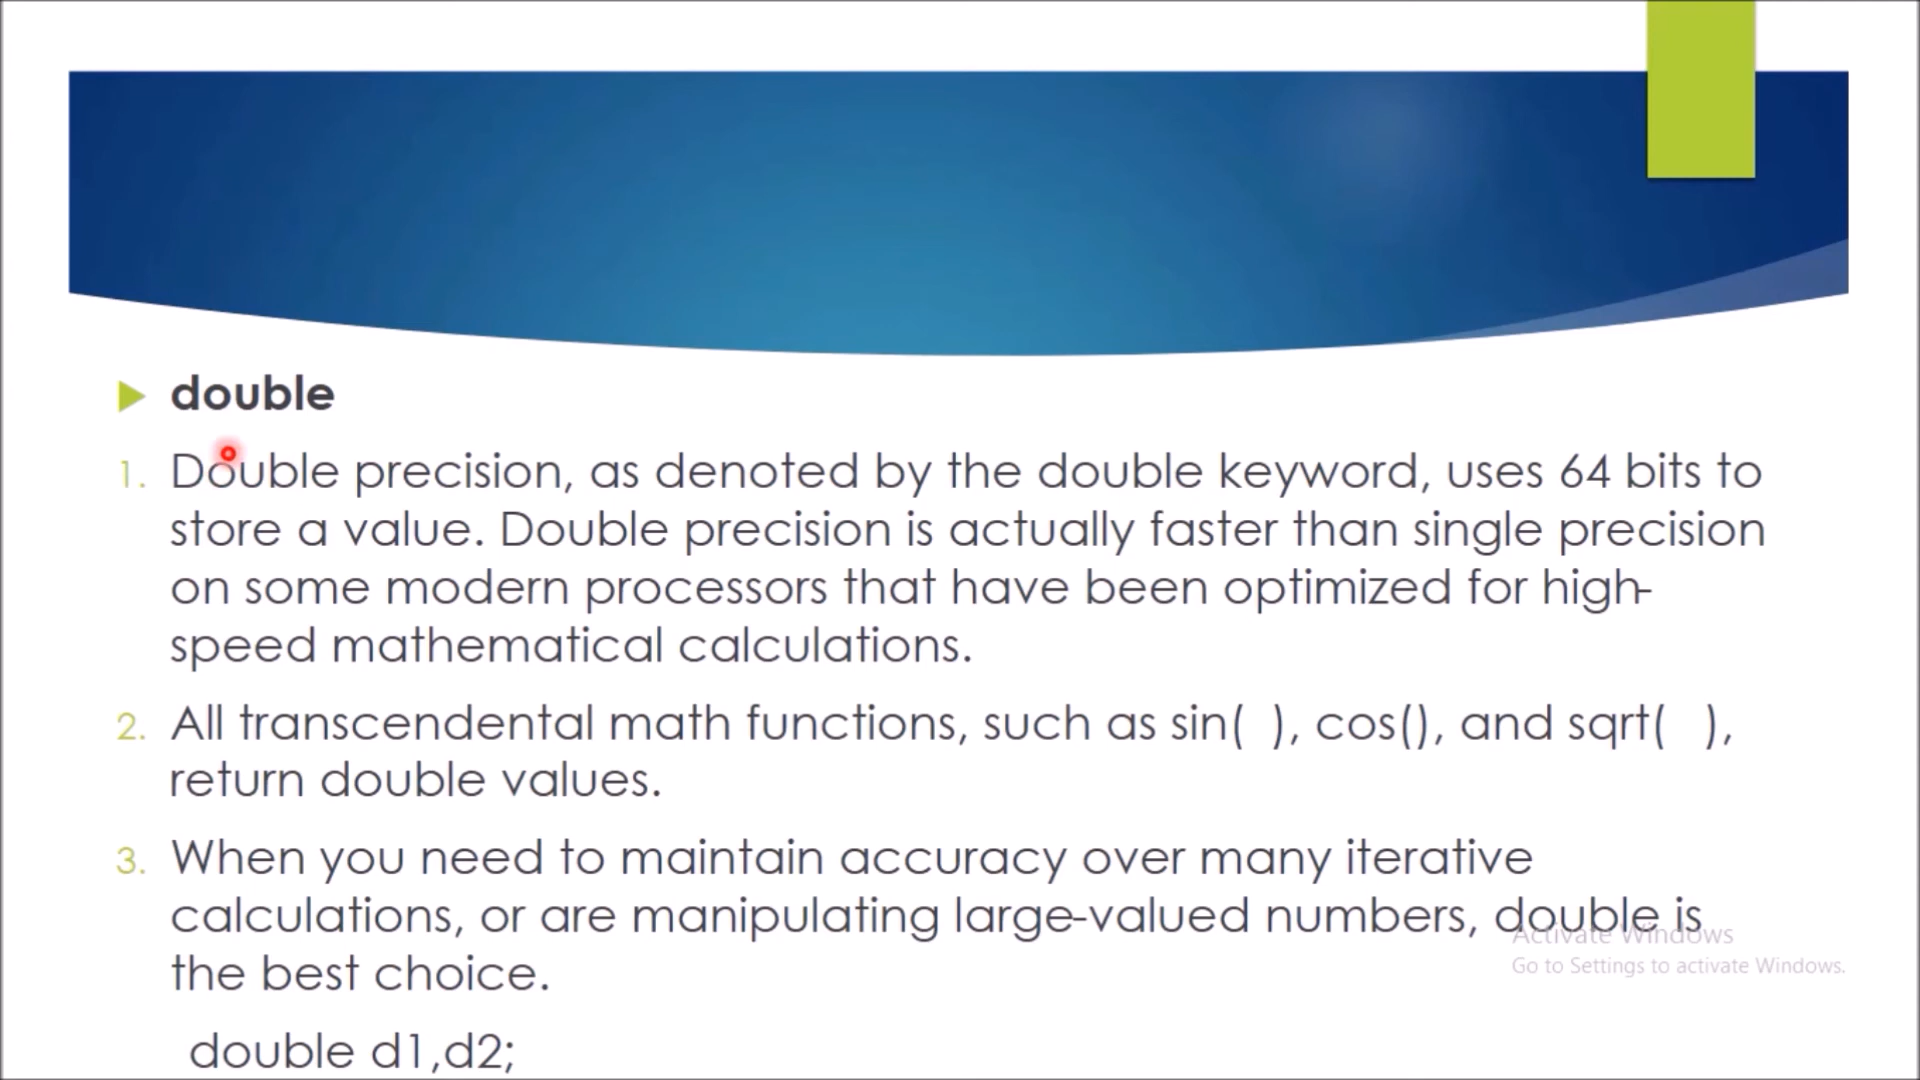 double
1. Double precision, as denoted by the double keyword, uses 64 bits to
store a value. Double precision is actually faster than single precision
on some modern processors that have been optimized for high-
speed mathematical calculations.
2. All transcendental math functions, such as sin(  ), cos(), and sqrt(  ),
return double values.
3. When you need to maintain accuracy over many iterative
calculations, or are manipulating large-valued numbers, double is
the best choice.
double d1,d2;
Activate Windows
Go to Settings to activate Windows.